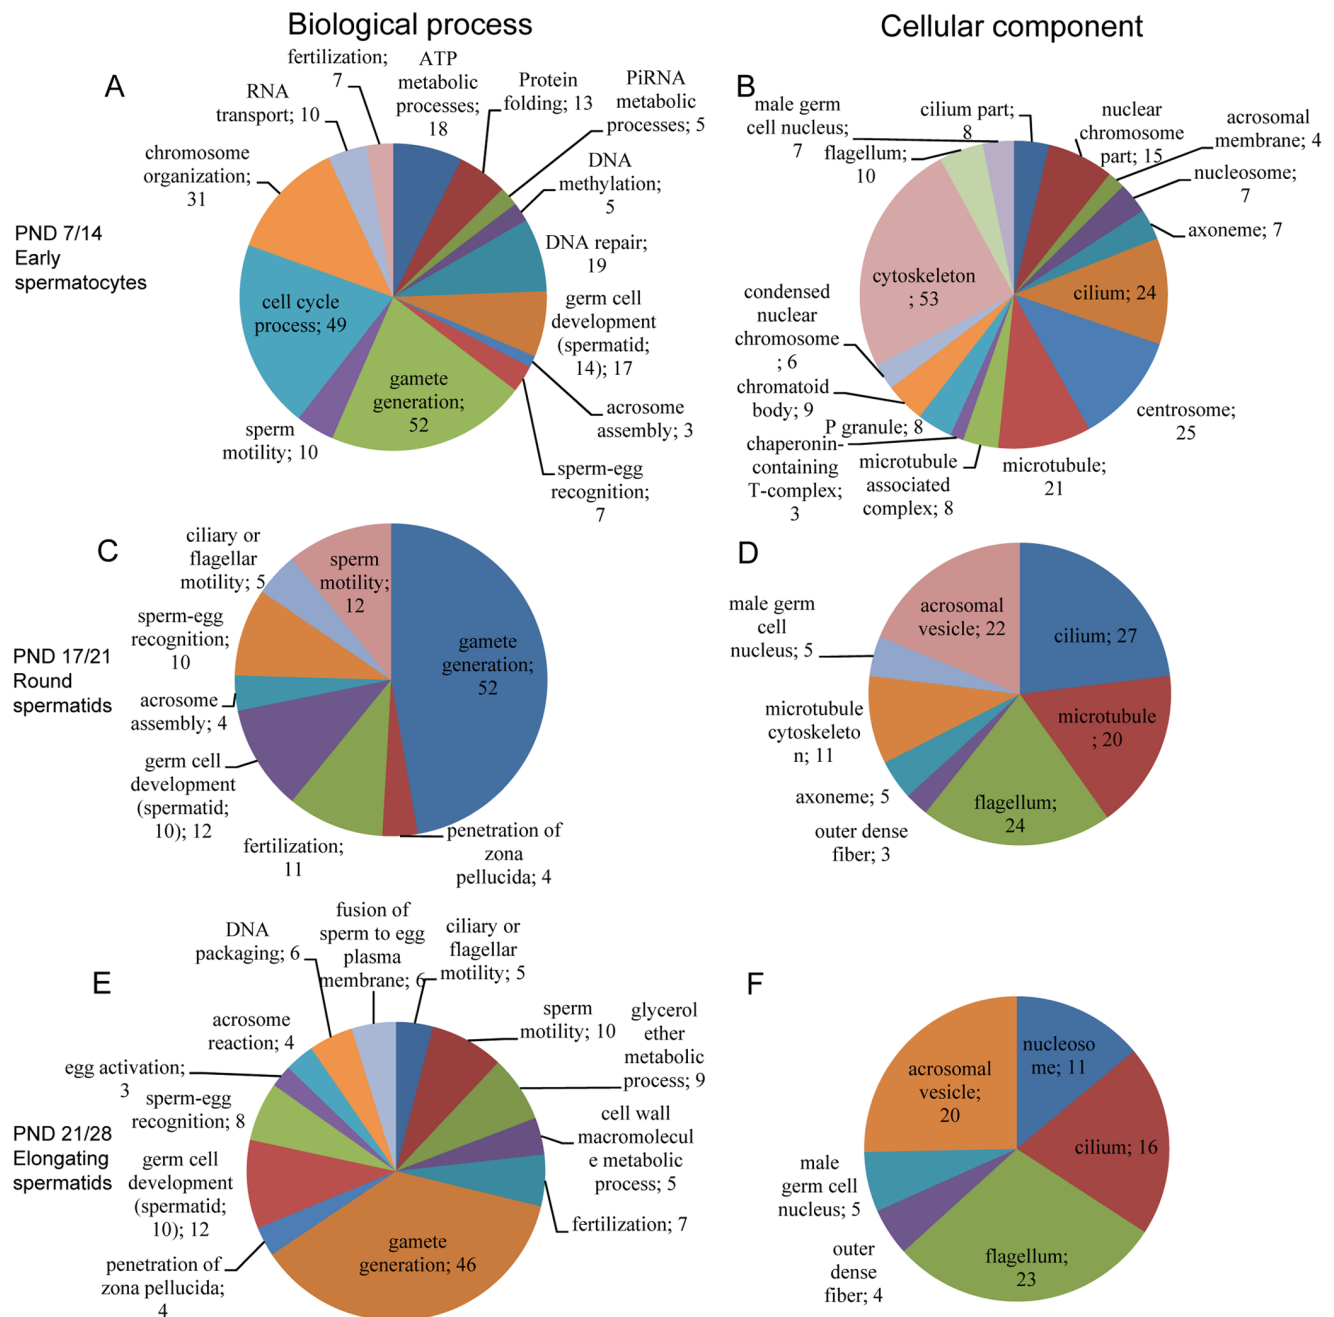 Biological process
Cellular component
A
fertilization;
7
ATP
metabolic
processes;
18
Protein
folding; 13
PiRNA
metabolic
processes; 5
RNA
transport; 10
DNA
methylation;
5
chromosome
organization;
31
DNA repair;
19
PND 7/14
Early
spermatocytes
cell cycle
process; 49
germ cell
development
(spermatid;
14); 17
gamete
generation;
52
acrosome
assembly; 3
sperm
motility; 10
sperm-egg
recognition;
7
B
male germ
cell nucleus;
7
cilium part;
8
nuclear
chromosome
part; 15
acrosomal
membrane; 4
flagellum;
10
nucleosome;
7
axoneme; 7
cytoskeleton
; 53
cilium; 24
condensed
nuclear
chromosome
; 6
chromatoid
body; 9
centrosome;
25
P granule; 8
chaperonin-
containing
T-complex;
3
microtubule
associated
complex; 8
microtubule;
21
C
ciliary or
flagellar
motility; 5
sperm
motility;
12
sperm-egg
recognition;
10
gamete
generation;
52
PND 17/21
Round
spermatids
acrosome
assembly; 4
germ cell
development
(spermatid;
10); 12
fertilization;
11
penetration of
zona
pellucida; 4
D
male germ
cell
nucleus; 5
acrosomal
vesicle; 22
cilium; 27
microtubule
cytoskeleto
n; 11
microtubule
; 20
axoneme; 5
flagellum;
24
outer dense
fiber; 3
E
DNA
packaging; 6
fusion of
sperm to egg
plasma
membrane; 6
ciliary or
flagellar
motility; 5
acrosome
reaction; 4
sperm
motility; 10
glycerol
ether
metabolic
process; 9
egg activation;
3
sperm-egg
recognition; 8
cell wall
macromolecul
e metabolic
process; 5
PND 21/28
Elongating
spermatids
germ cell
development
(spermatid;
10); 12
fertilization; 7
gamete
generation; 46
penetration of
zona pellucida;
4
F
acrosomal
vesicle;
20
nucleoso
me; 11
cilium; 16
male
germ cell
nucleus; 5
flagellum;
23
outer
dense
fiber; 4